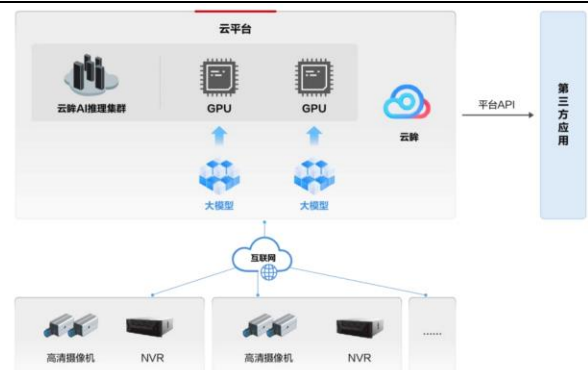 云平台
云眸AI推理集群
GPU
GPU
云眸
大模型
大模型
平台API
第三方应用
互联网
高清摄像机
NVR
高清摄像机
NVR
......